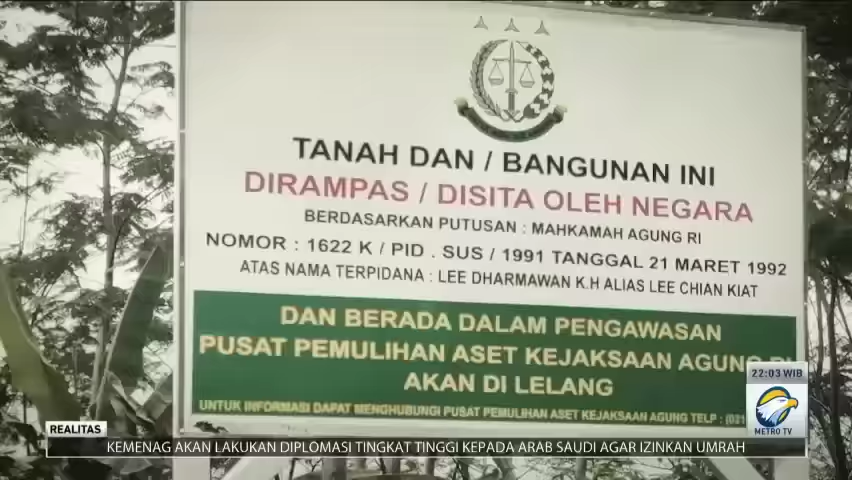 TANAH DAN / BANGUNAN INI
DIRAMPAS / DISITA OLEH NEGARA
BERDASARKAN PUTUSAN : MAHKAMAH AGUNG RI
NOMOR : 1622 K / PID . SUS / 1991 TANGGAL 21 MARET 1992
ATAS NAMA TERPIDANA : LEE DHARMAWAN K.H ALIAS LEE CHIAN KIAT
DAN BERADA DALAM PENGAWASAN
PUSAT PEMULIHAN ASET KEJAKSAAN AGUNG RI
AKAN DI LELANG
UNTUK INFORMASI DAPAT MENGHUBUNGI PUSAT PEMULIHAN ASET KEJAKSAAN AGUNG TELP : (021
22:03 WIB
METRO TV
REALITAS
KEMENAG AKAN LAKUKAN DIPLOMASI TINGKAT TINGGI KEPADA ARAB SAUDI AGAR IZINKAN UMRAH